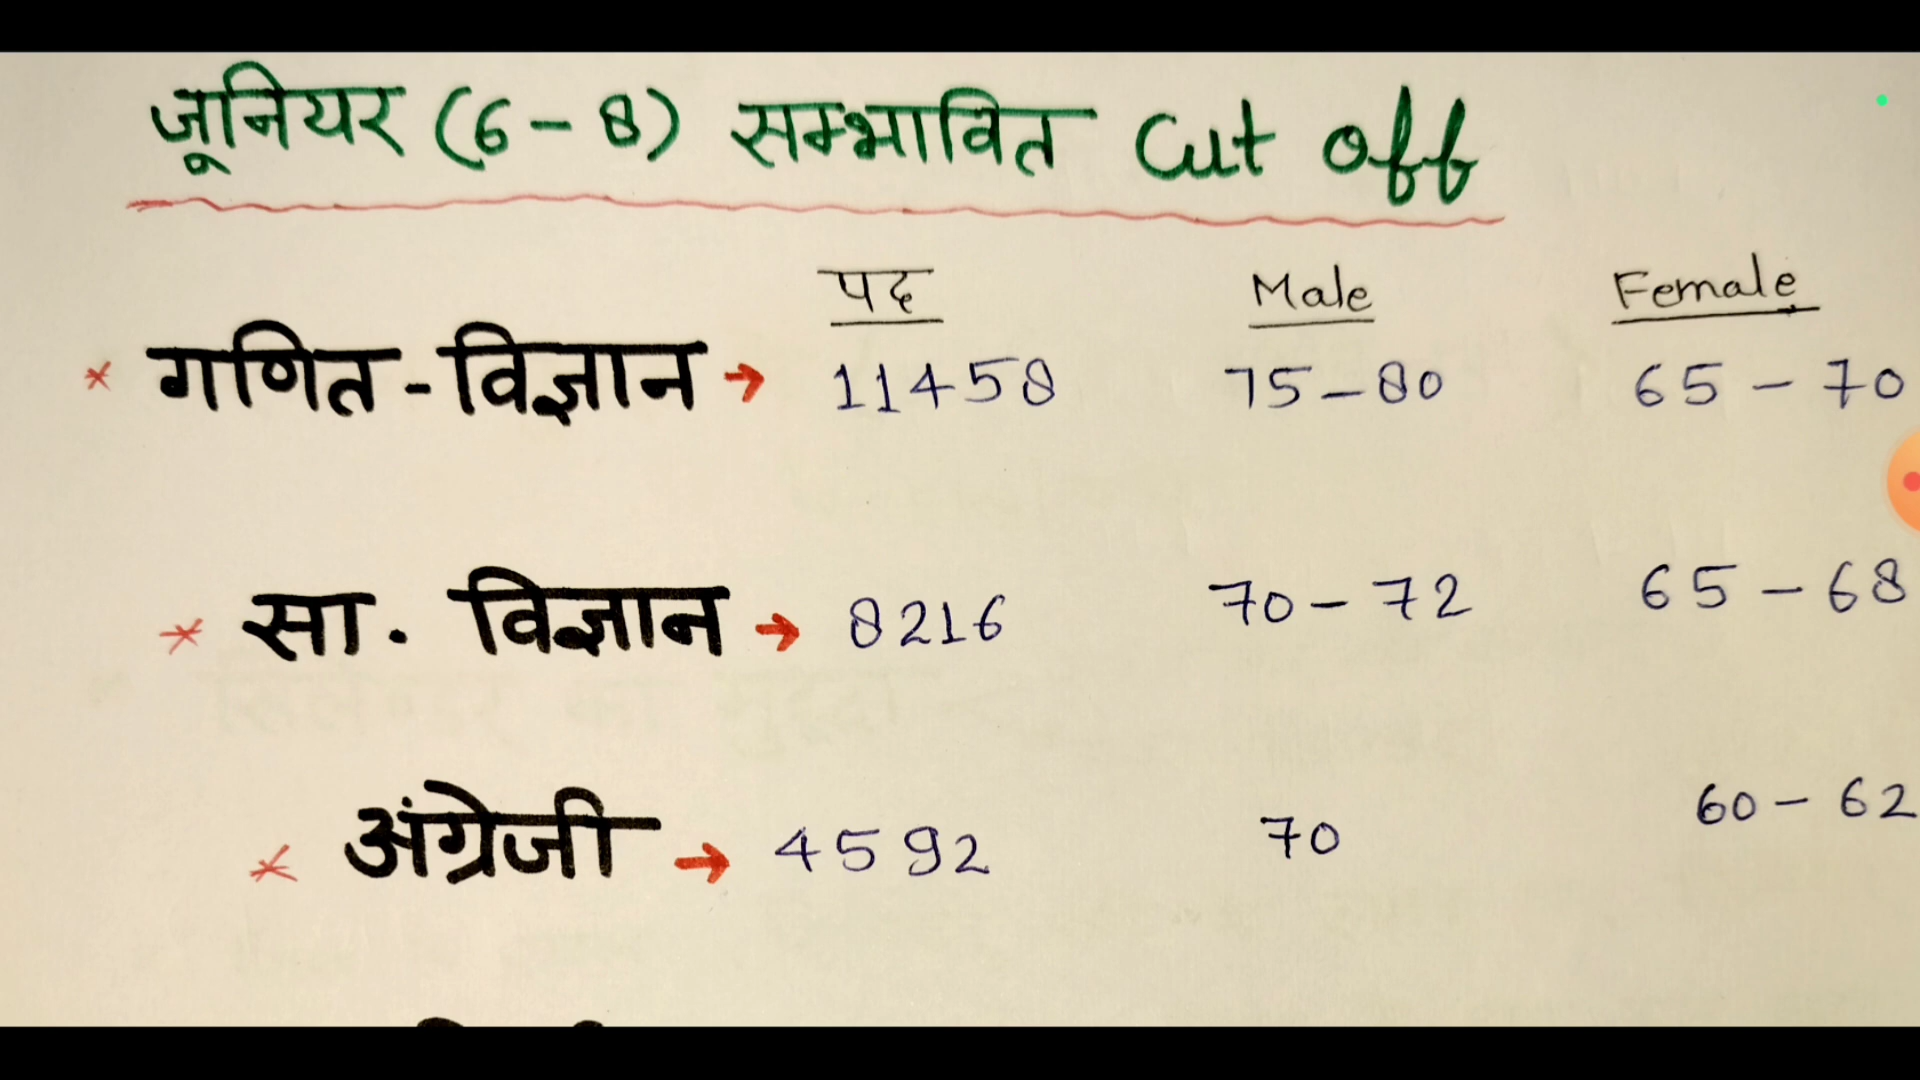 जूनियर (6-8) सम्भावित Cut off
पद Male Female
* गणित-विज्ञान → 11458 75-80 65-70
* सा. विज्ञान → 8216 70-72 65-68
* अंग्रेजी → 4592 70 60-62